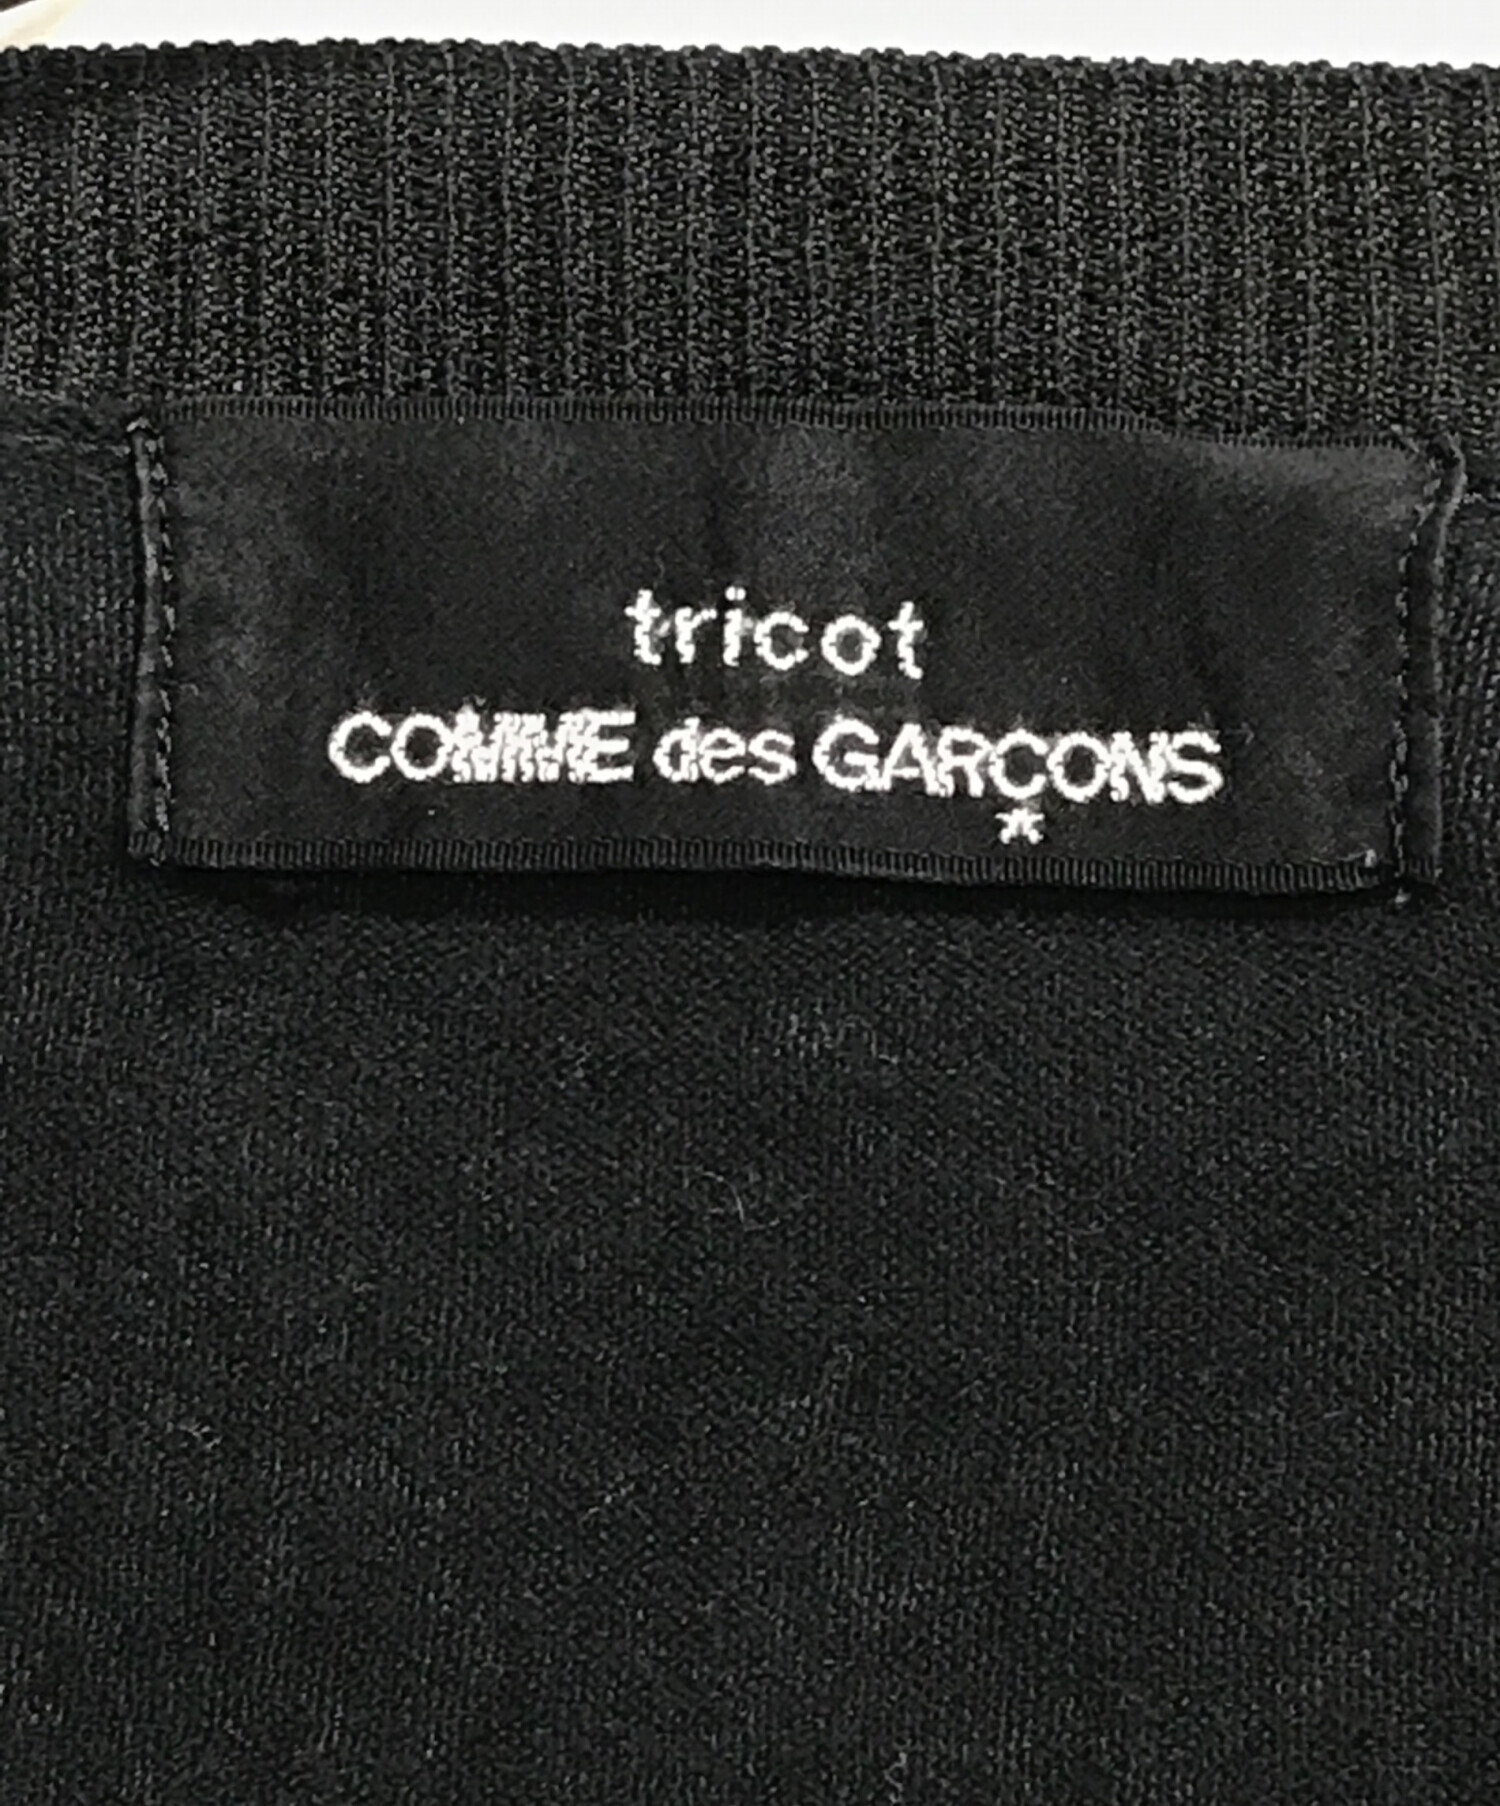 tricot
COMME des GARÇONS
*